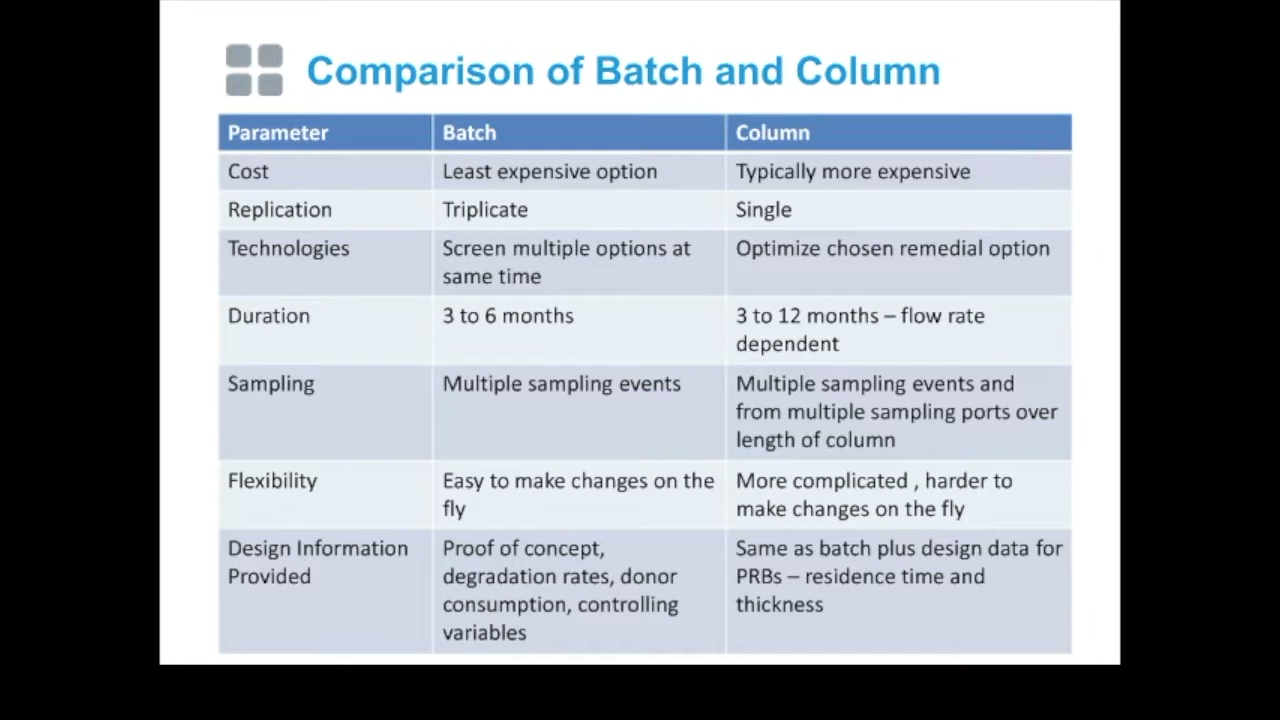 Comparison of Batch and Column
Parameter Batch Column
Cost Least expensive option Typically more expensive
Replication Triplicate Single
Technologies Screen multiple options at Optimize chosen remedial option
same time
Duration 3 to 6 months 3 to 12 months – flow rate
dependent
Sampling Multiple sampling events Multiple sampling events and
from multiple sampling ports over
length of column
Flexibility Easy to make changes on the More complicated , harder to
fly make changes on the fly
Design Information Proof of concept, Same as batch plus design data for
Provided degradation rates, donor PRBs – residence time and
consumption, controlling thickness
variables